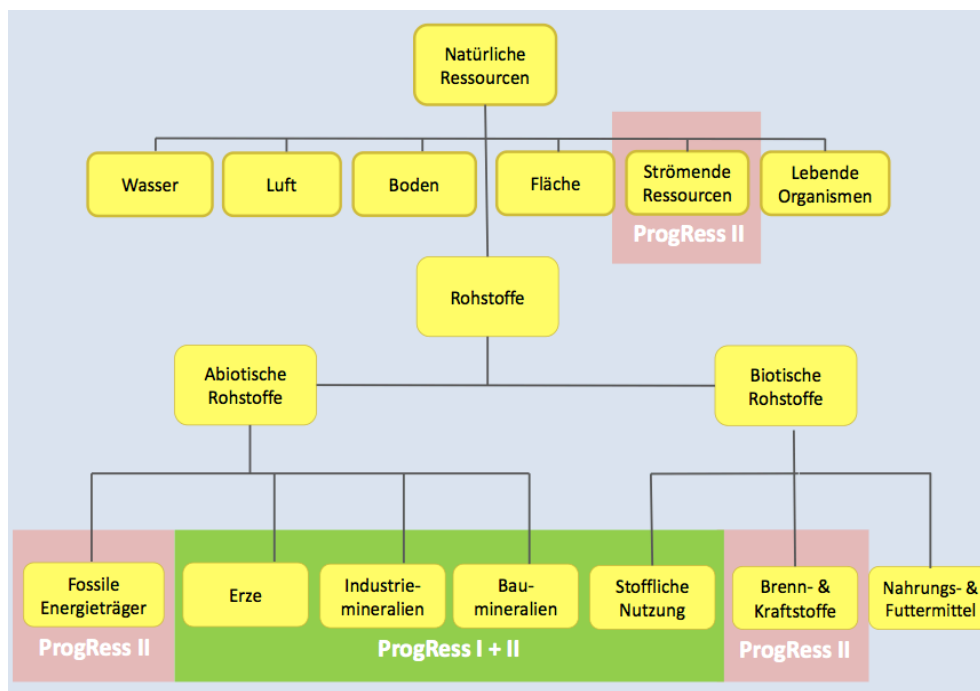 Natürliche
Ressourcen
Wasser
Luft
Boden
Fläche
Strömende
Ressourcen
Lebende
Organismen
ProgRess II
Rohstoffe
Abiotische
Rohstoffe
Biotische
Rohstoffe
Fossile
Energieträger
Erze
Industrie-
mineralien
Bau-
mineralien
Stoffliche
Nutzung
Brenn- &
Kraftstoffe
Nahrungs- &
Futtermittel
ProgRess II
ProgRess I + II
ProgRess II